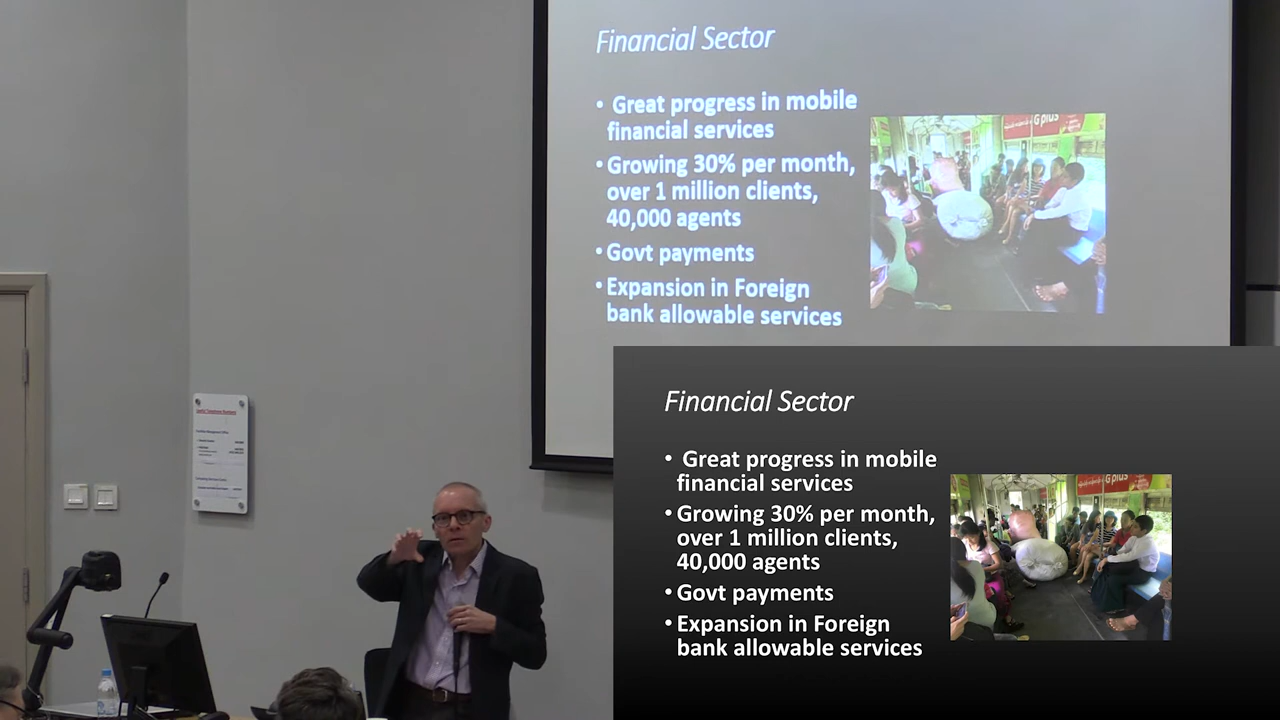 Financial Sector
• Great progress in mobile
financial services
• Growing 30% per month,
over 1 million clients,
40,000 agents
• Govt payments
• Expansion in Foreign
bank allowable services
G plus
Financial Sector
• Great progress in mobile
financial services
• Growing 30% per month,
over 1 million clients,
40,000 agents
• Govt payments
• Expansion in Foreign
bank allowable services
G plus